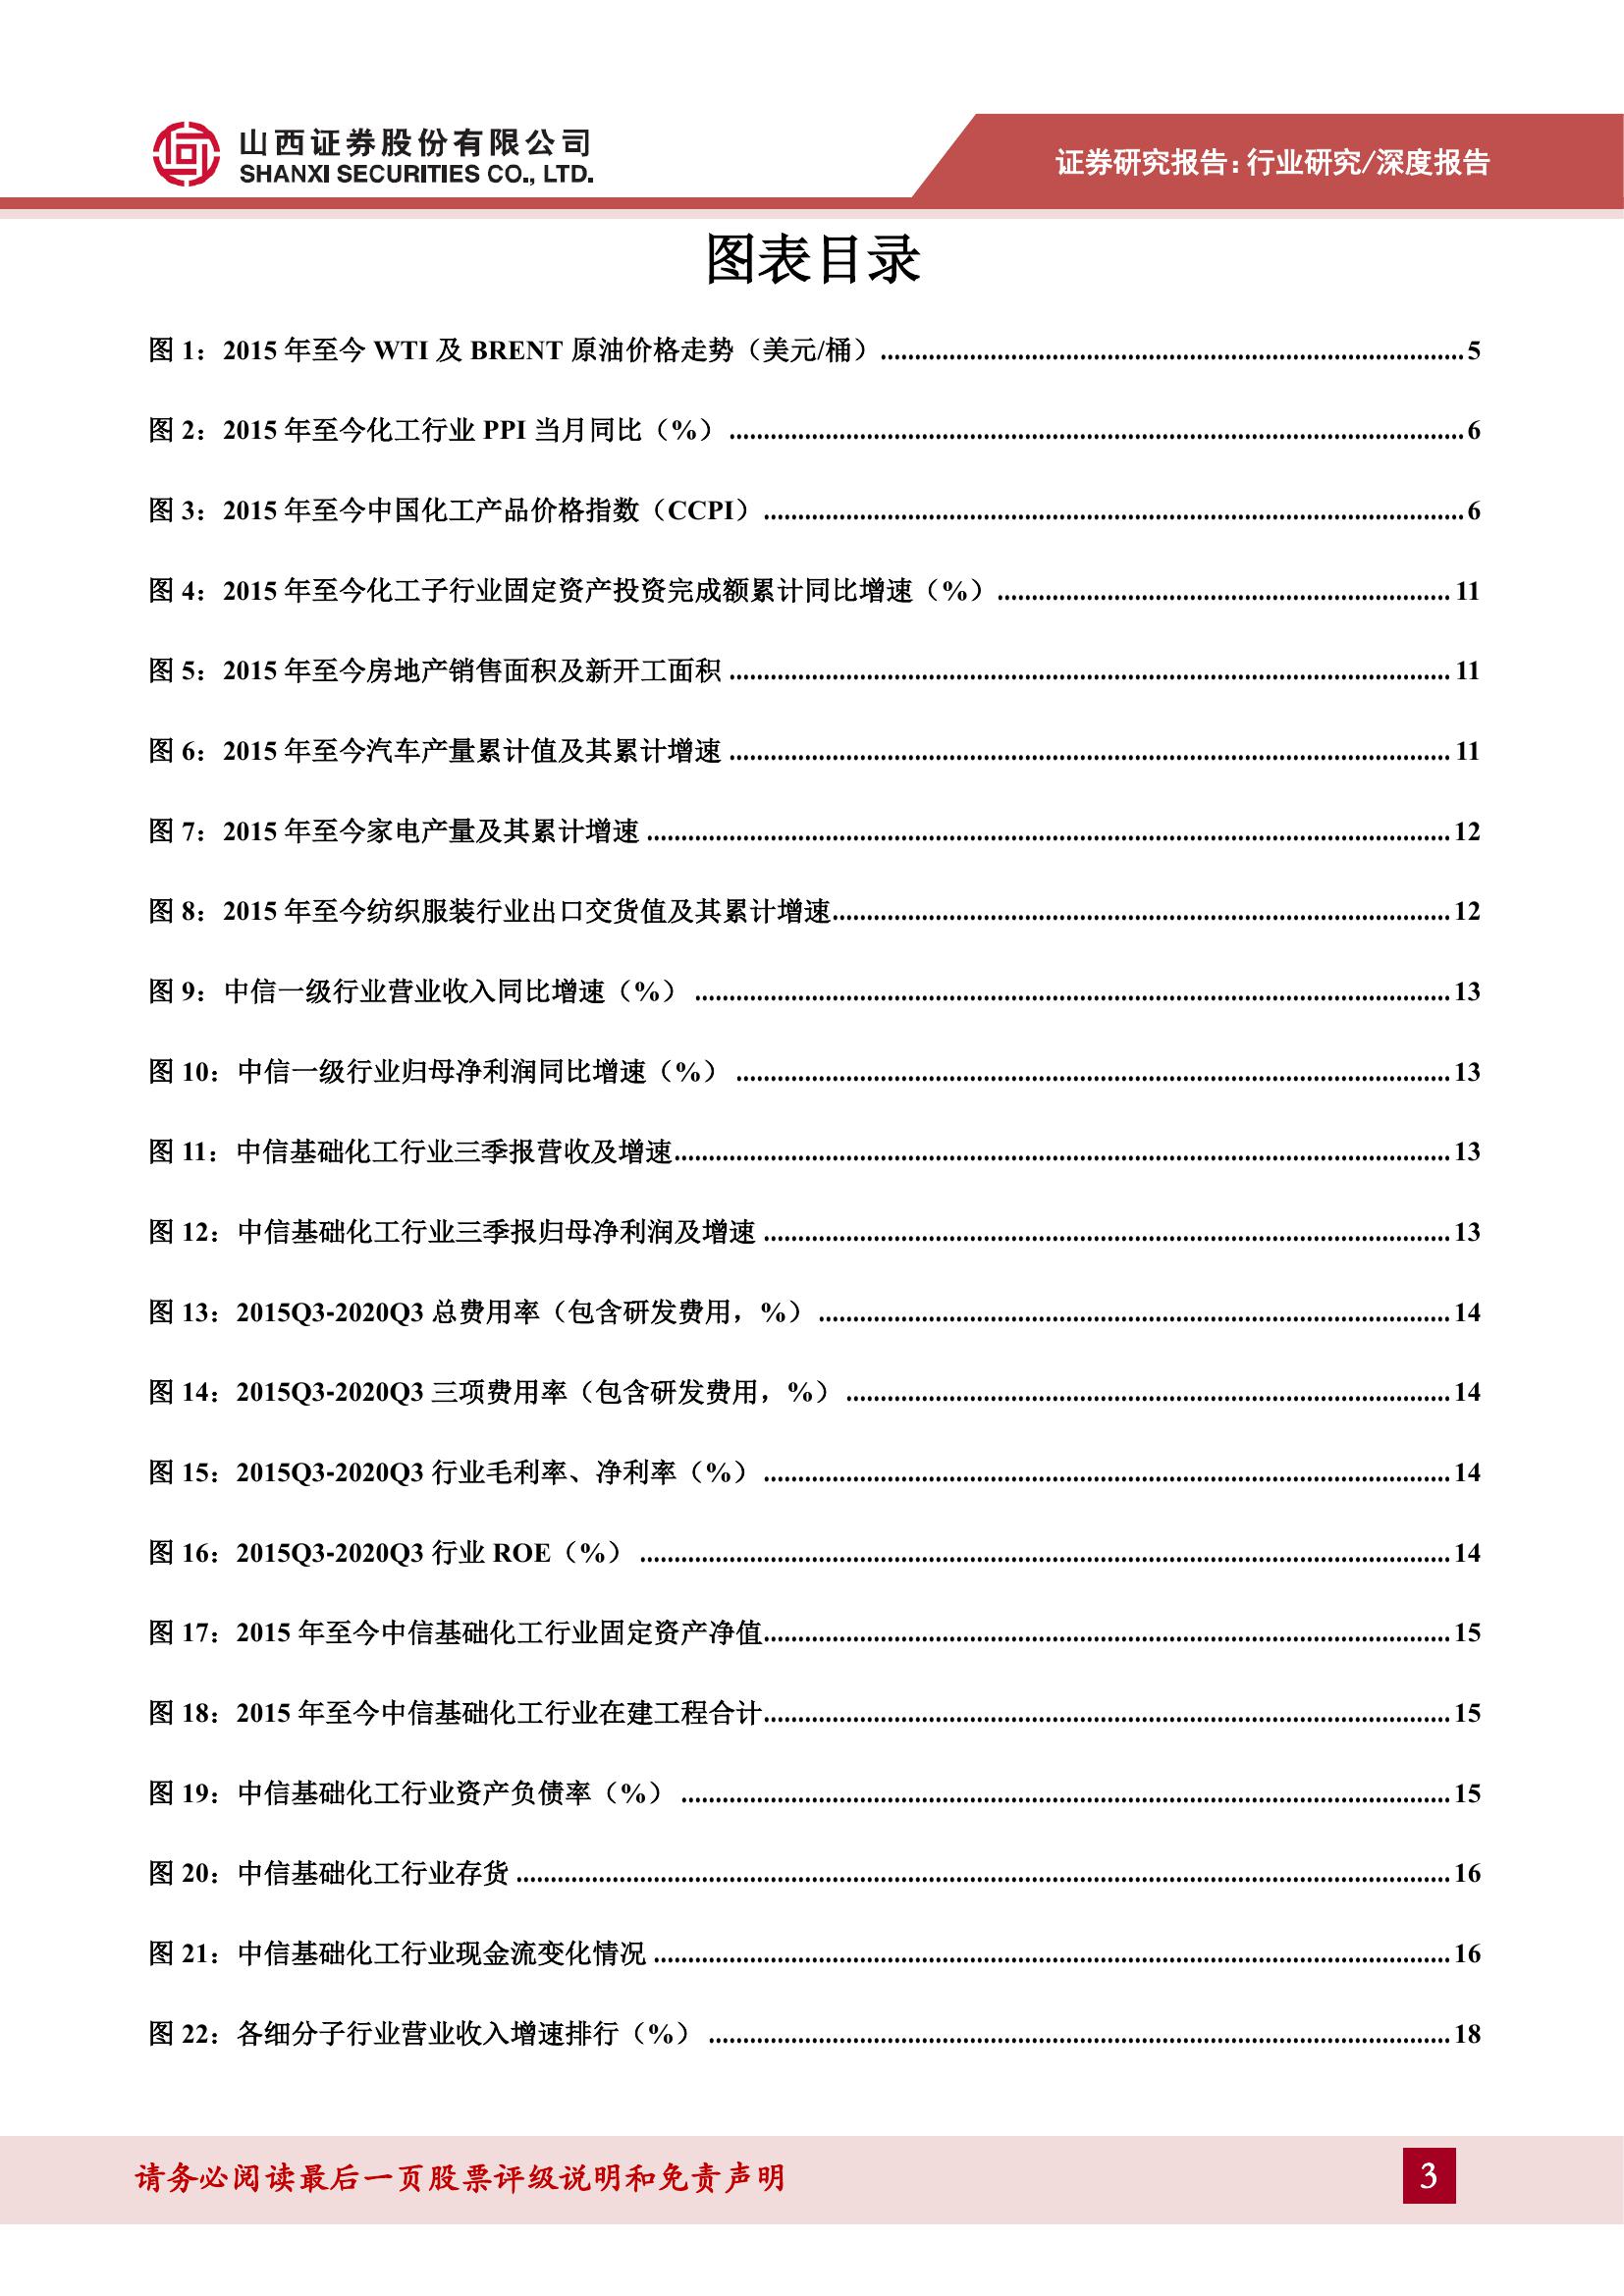 山西证券股份有限公司
SHANXI SECURITIES CO., LTD.
证券研究报告：行业研究/深度报告
图表目录
图 1：2015 年至今 WTI 及 BRENT 原油价格走势（美元/桶）5
图 2：2015 年至今化工行业 PPI 当月同比（%）6
图 3：2015 年至今中国化工产品价格指数（CCPI）6
图 4：2015 年至今化工子行业固定资产投资完成额累计同比增速（%）11
图 5：2015 年至今房地产销售面积及新开工面积 11
图 6：2015 年至今汽车产量累计值及其累计增速 11
图 7：2015 年至今家电产量及其累计增速 12
图 8：2015 年至今纺织服装行业出口交货值及其累计增速 12
图 9：中信一级行业营业收入同比增速（%）13
图 10：中信一级行业归母净利润同比增速（%）13
图 11：中信基础化工行业三季报营收及增速 13
图 12：中信基础化工行业三季报归母净利润及增速 13
图 13：2015Q3-2020Q3 总费用率（包含研发费用，%）14
图 14：2015Q3-2020Q3 三项费用率（包含研发费用，%）14
图 15：2015Q3-2020Q3 行业毛利率、净利率（%）14
图 16：2015Q3-2020Q3 行业 ROE（%）14
图 17：2015 年至今中信基础化工行业固定资产净值 15
图 18：2015 年至今中信基础化工行业在建工程合计 15
图 19：中信基础化工行业资产负债率（%）15
图 20：中信基础化工行业存货 16
图 21：中信基础化工行业现金流变化情况 16
图 22：各细分子行业营业收入增速排行（%）18
请务必阅读最后一页股票评级说明和免责声明
3